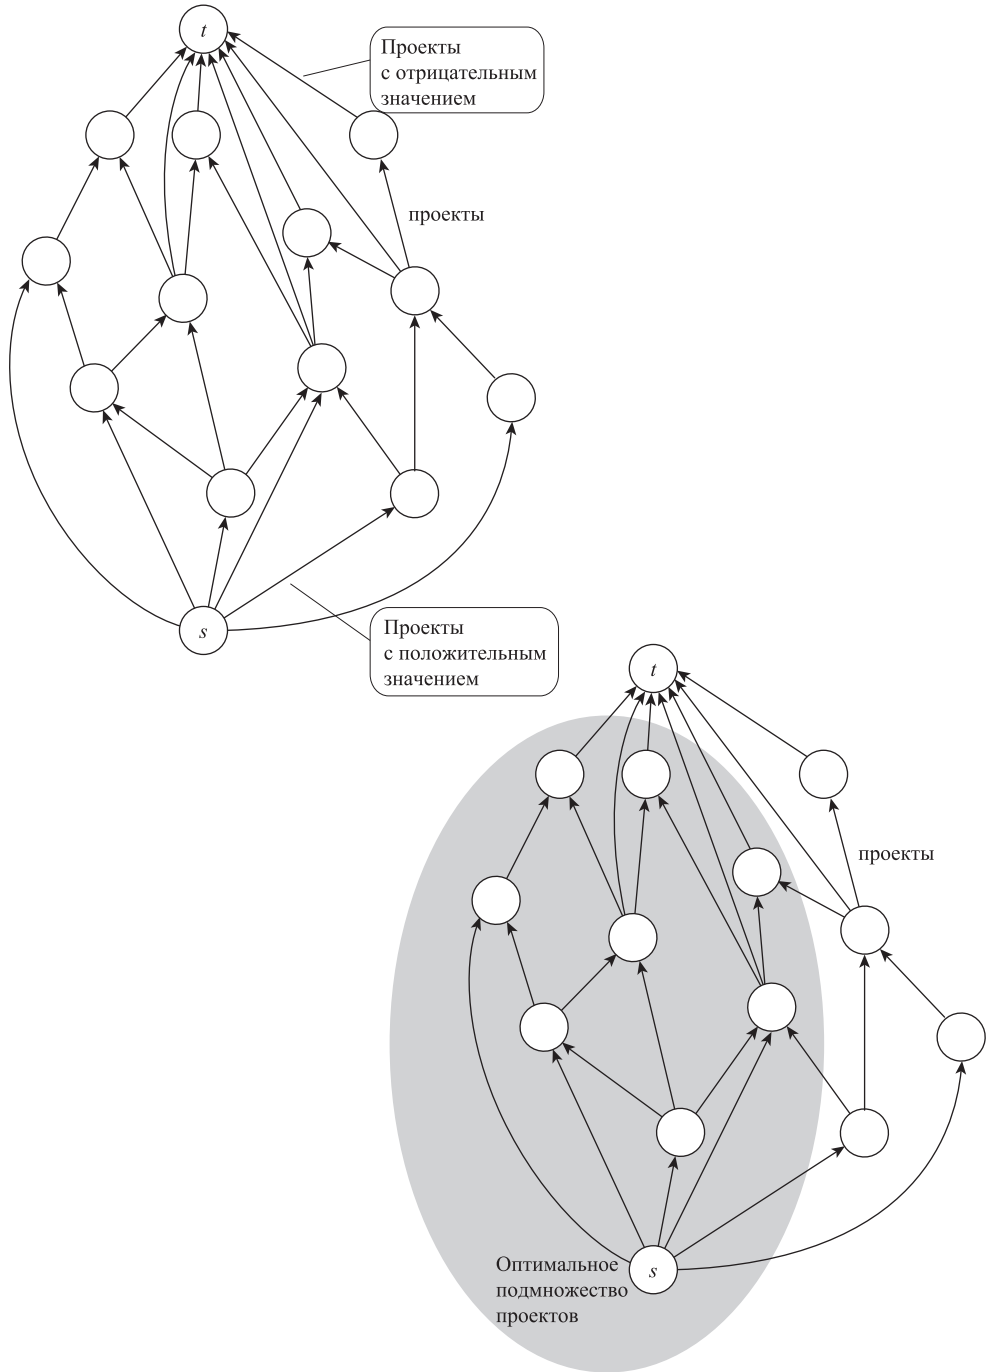 t
Проекты
с отрицательным
значением
проекты
s
Проекты
с положительным
значением
t
проекты
s
Оптимальное
подмножество
проектов